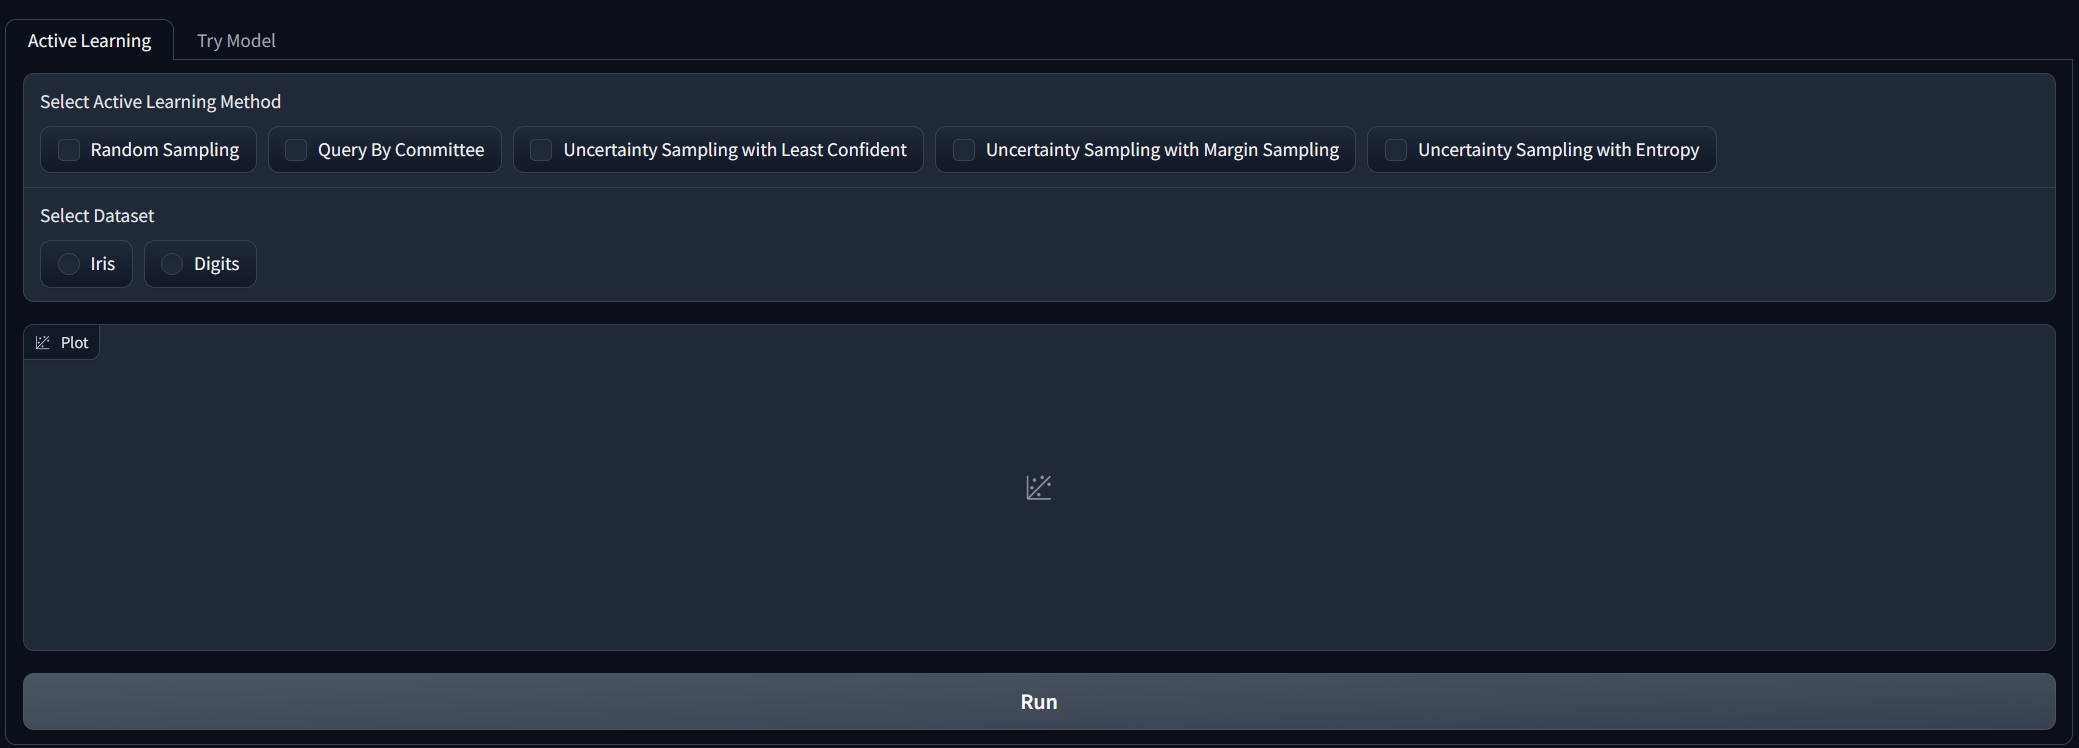 Active Learning Try Model
Select Active Learning Method
Random Sampling Query By Committee Uncertainty Sampling with Least Confident Uncertainty Sampling with Margin Sampling Uncertainty Sampling with Entropy
Select Dataset
Iris Digits
Plot
Run